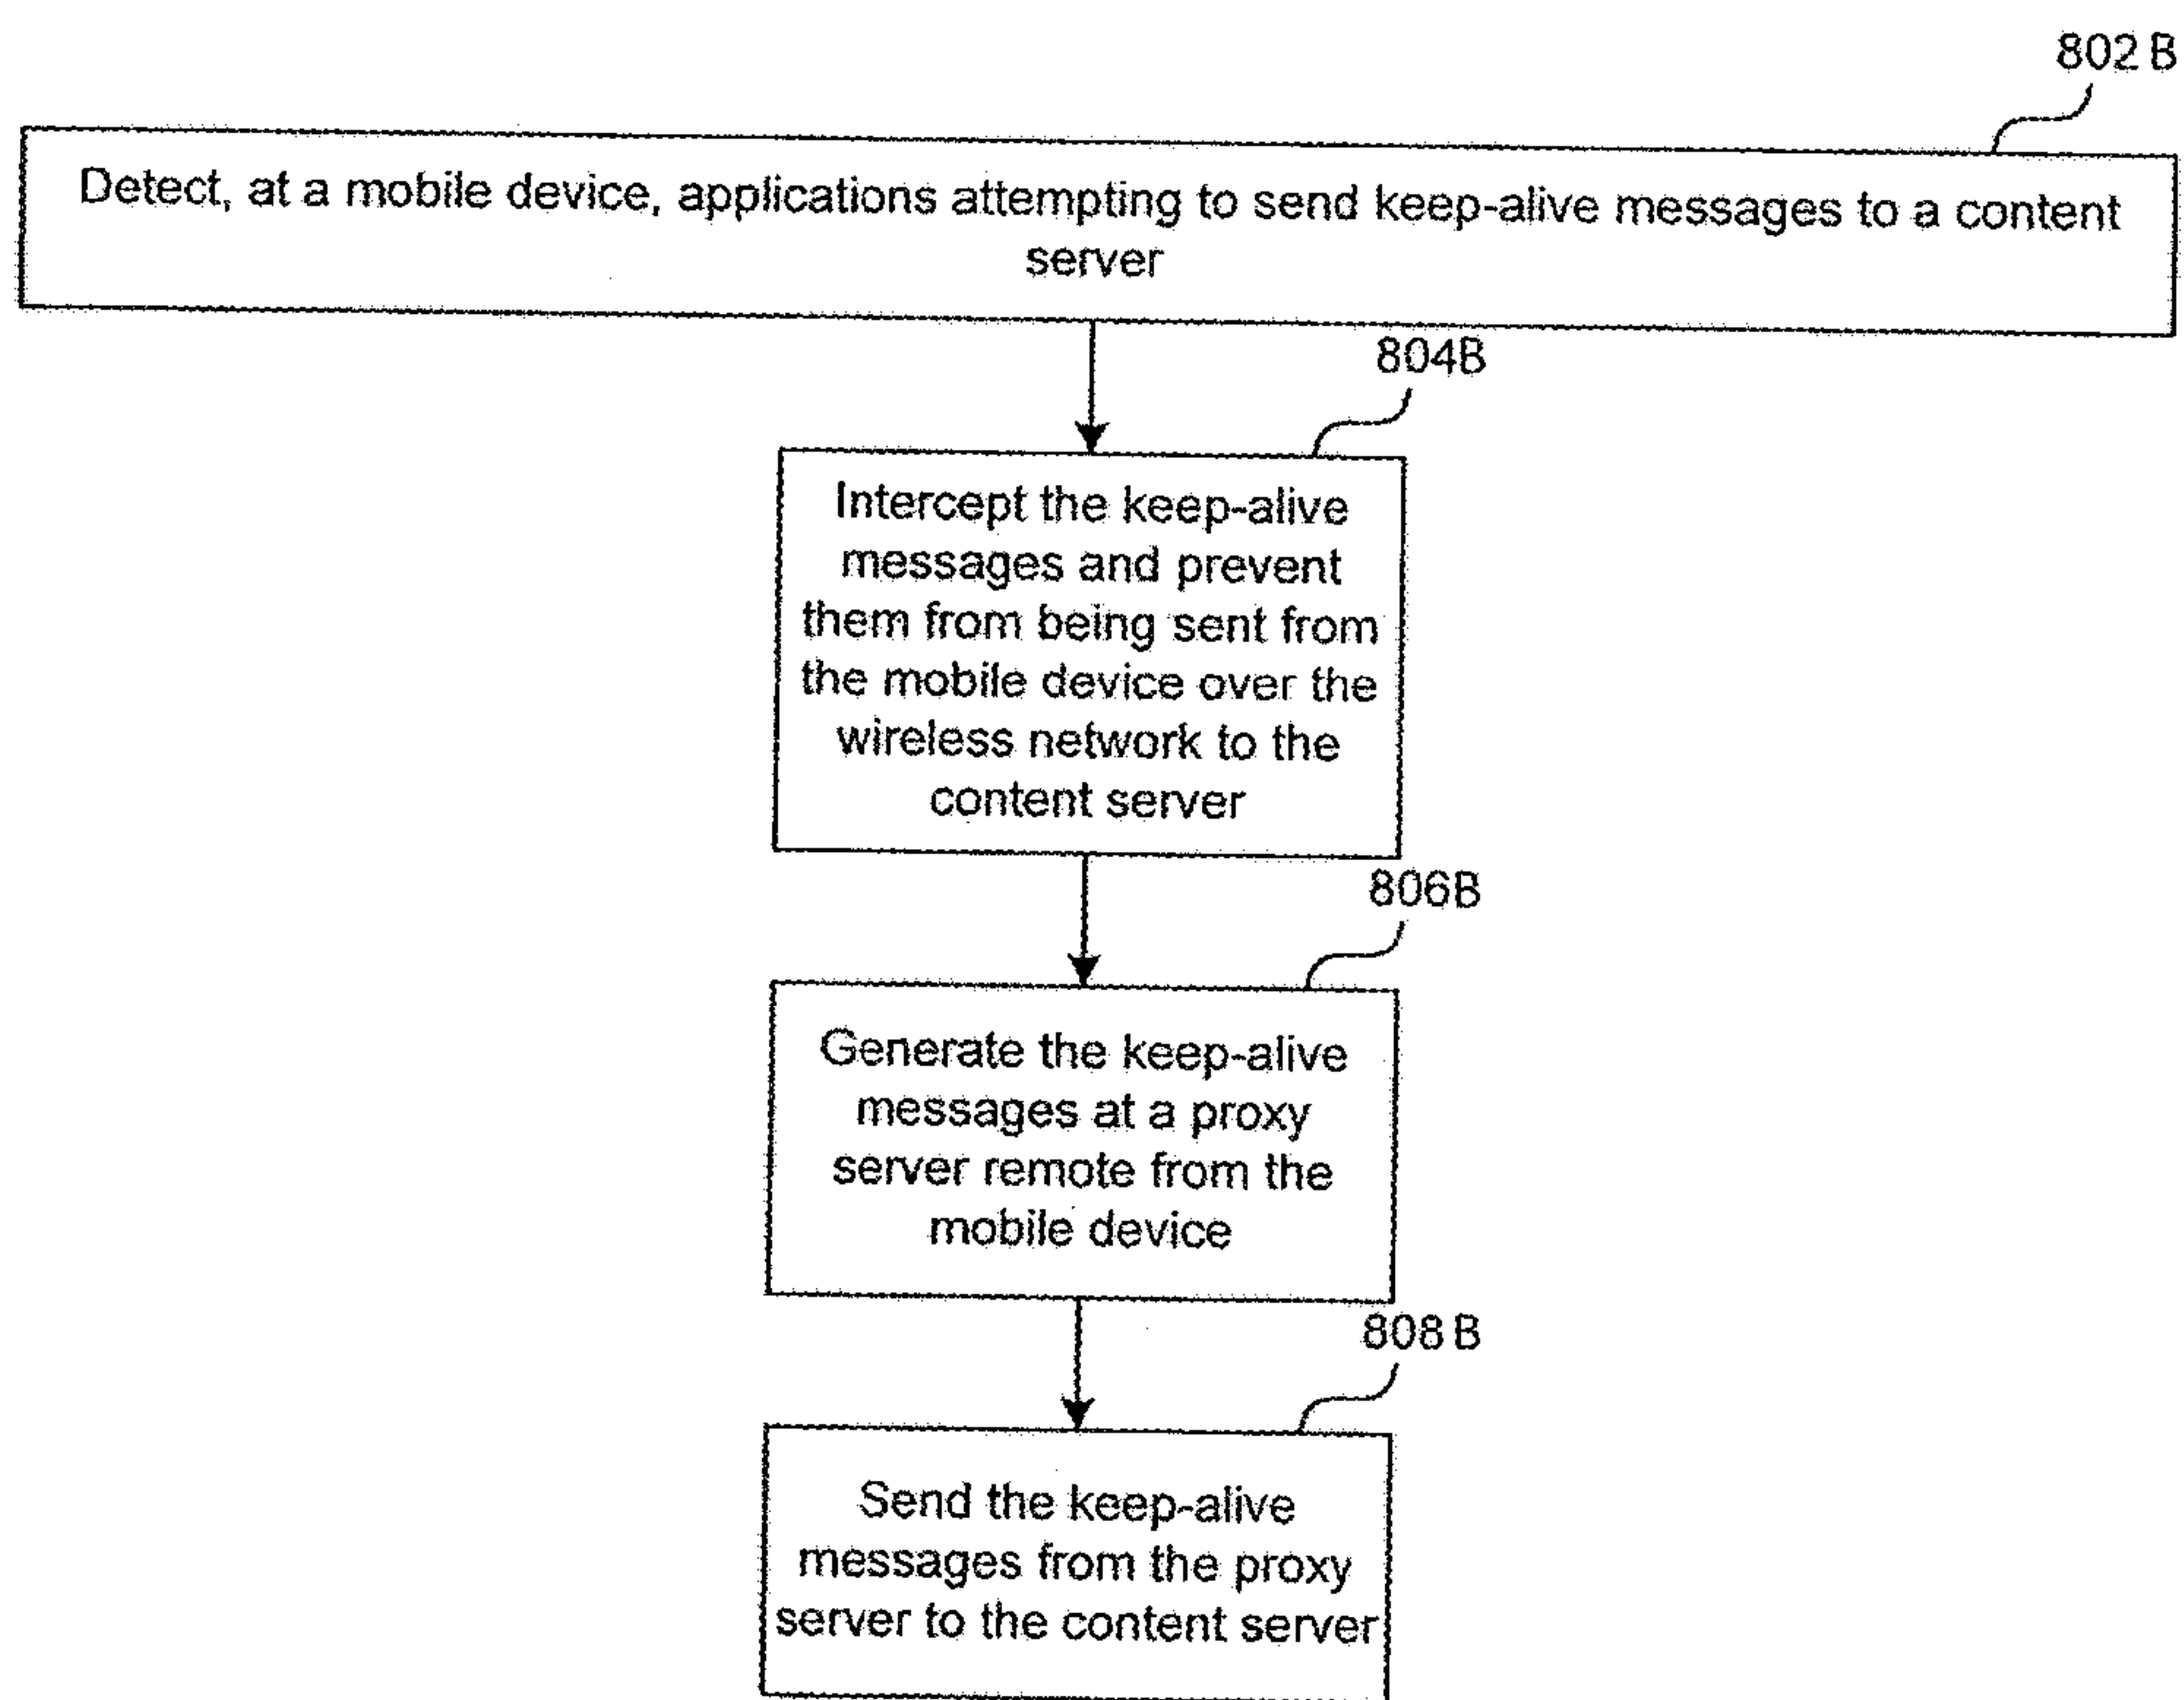 802 B
Detect, at a mobile device, applications attempting to send keep-alive messages to a content
server
804B
Intercept the keep-alive
messages and prevent
them from being sent from
the mobile device over the
wireless network to the
content server
806B
Generate the keep-alive
messages at a proxy
server remote from the
mobile device
808 B
Send the keep-alive
messages from the proxy
server to the content server